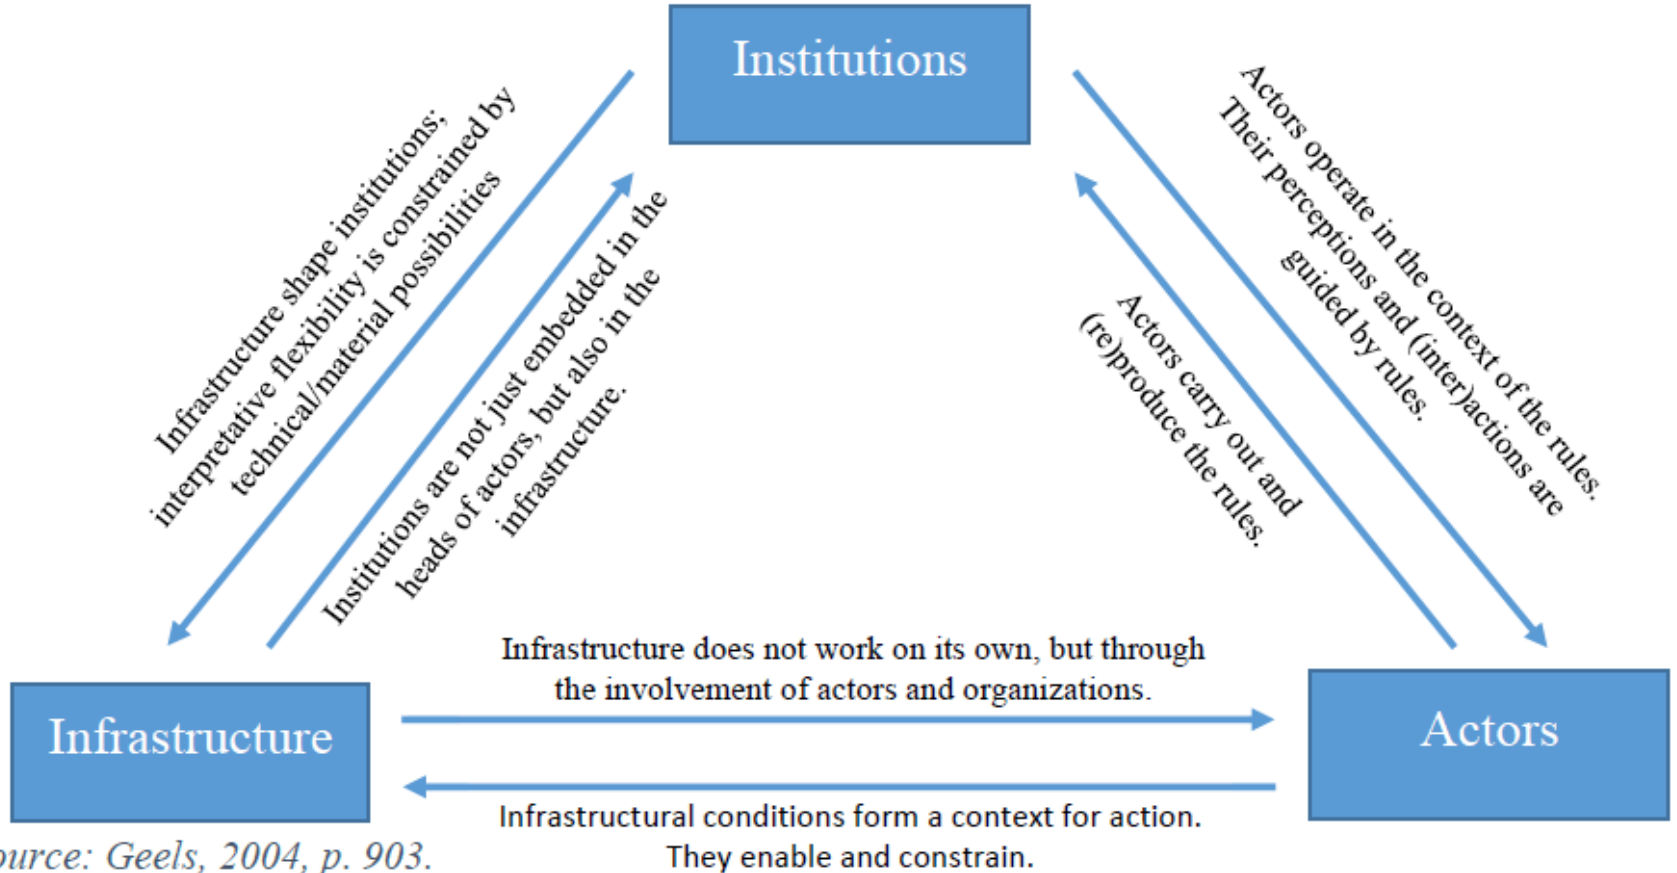 Institutions
Infrastructure shape institutions;
interpretative flexibility is constrained by
technical/material possibilities
Institutions are not just embedded in the
heads of actors, but also in the
infrastructure.
Actors operate in the context of the rules.
Their perceptions and (inter)actions are
guided by rules.
Actors carry out and
(re)produce the rules.
Infrastructure does not work on its own, but through
the involvement of actors and organizations.
Infrastructure
Actors
Infrastructural conditions form a context for action.
They enable and constrain.
ource: Geels, 2004, p. 903.